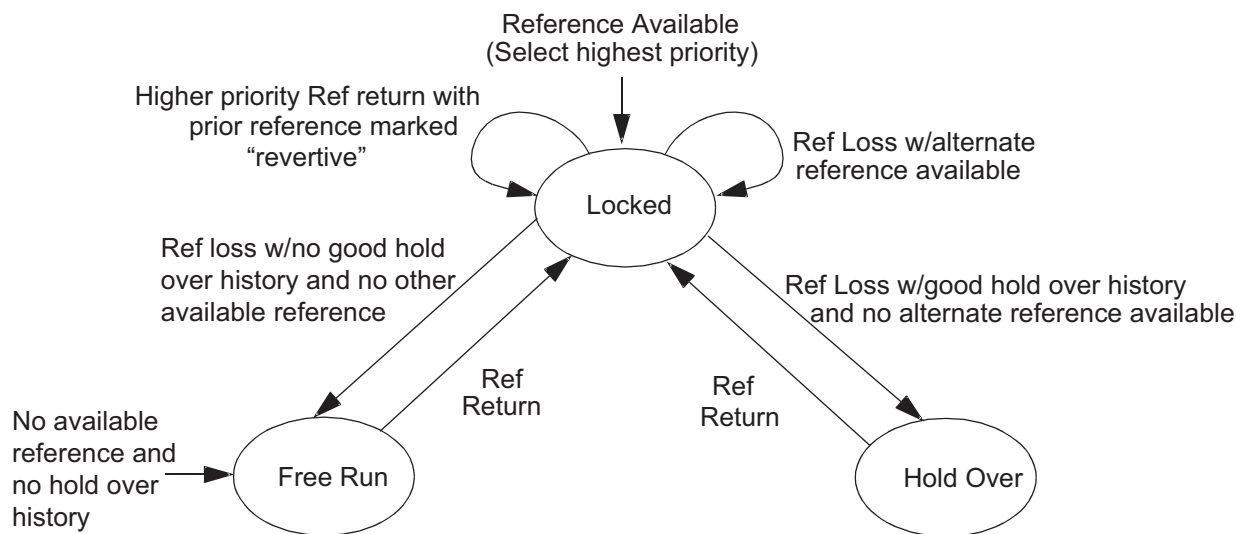 Reference Available
(Select highest priority)
Higher priority Ref return with
prior reference marked
“revertive”
Ref Loss w/alternate
reference available
Locked
Ref loss w/no good hold
over history and no other
available reference
Ref Loss w/good hold over history
and no alternate reference available
Ref
Return
Ref
Return
No available
reference and
no hold over
history
Free Run
Hold Over